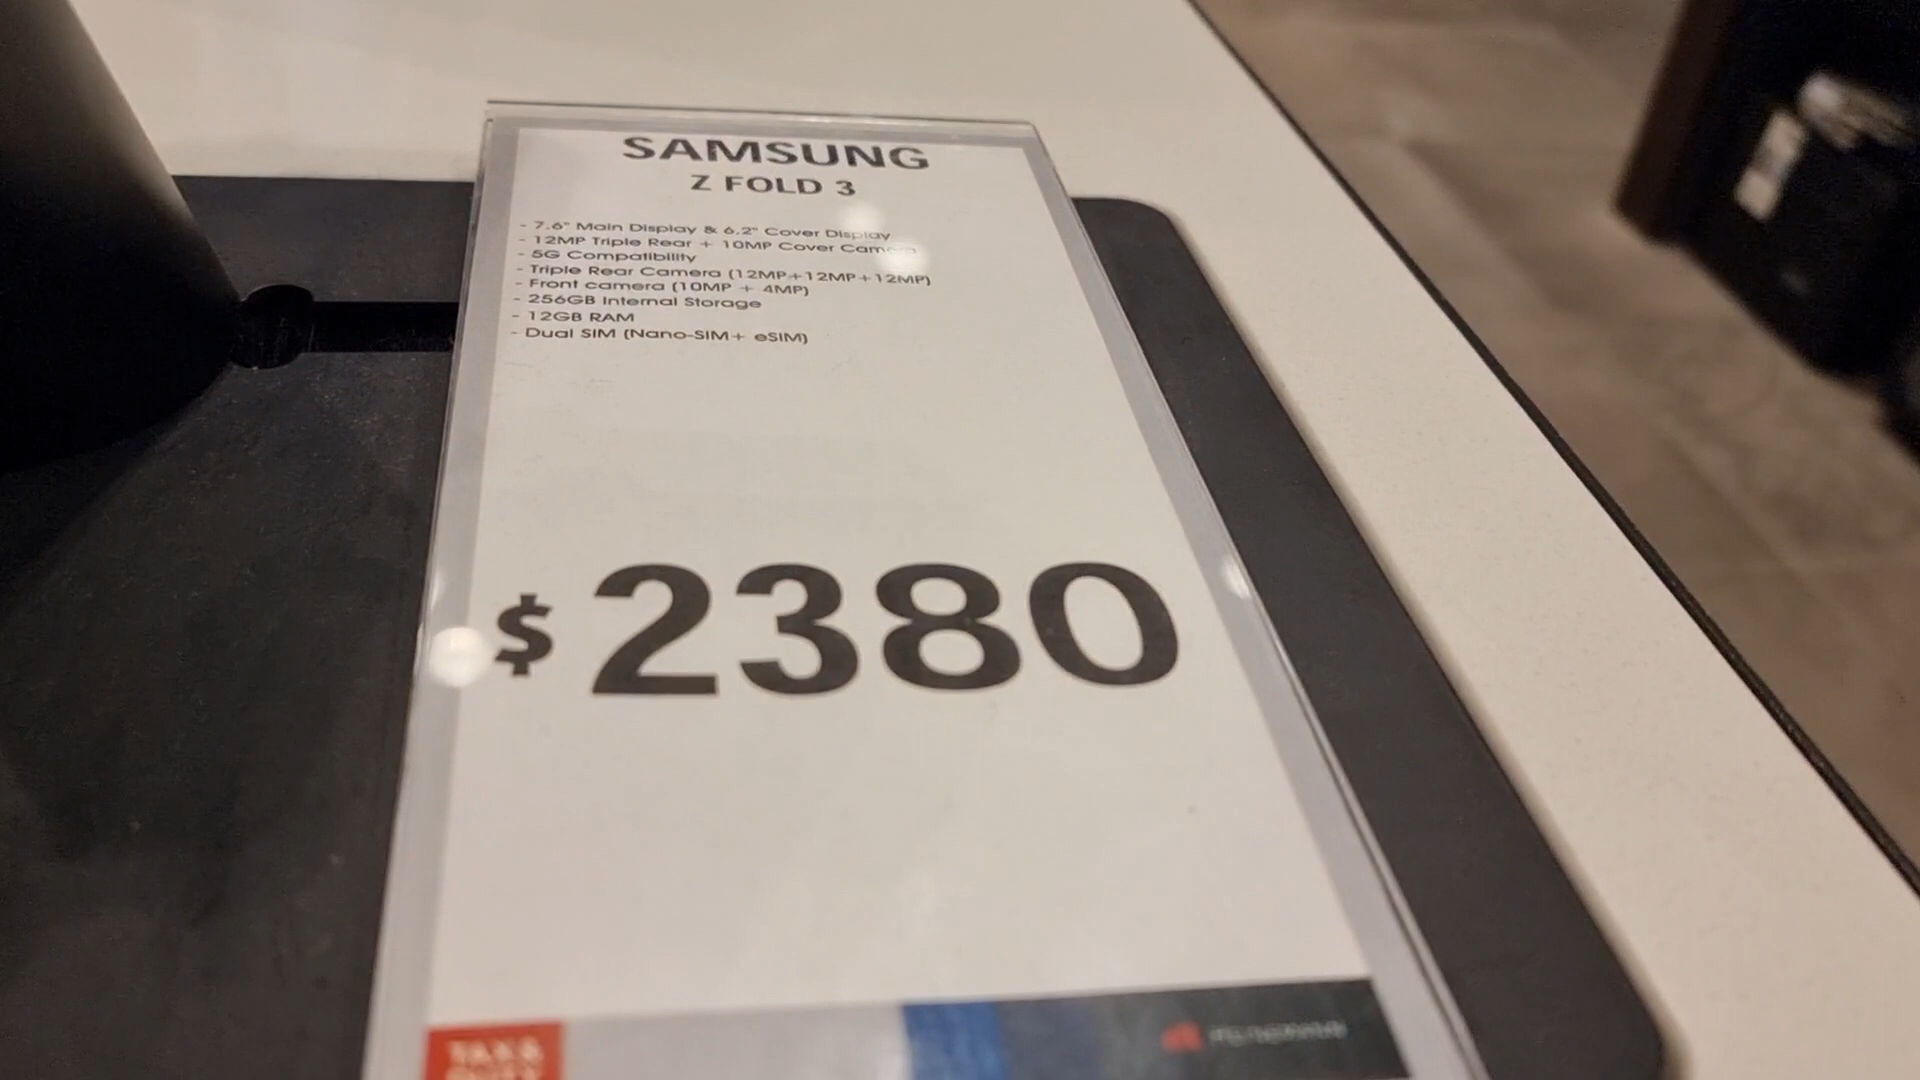 SAMSUNG
Z FOLD 3
- 7.6" Main Display & 6.2" Cover Display
- 12MP Triple Rear + 10MP Cover Camera
- 5G Compatibility
- Triple Rear Camera (12MP+12MP+12MP)
- Front camera (10MP + 4MP)
- 256GB Internal Storage
- 12GB RAM
- Dual SIM (Nano-SIM+ eSIM)
$2380
TAX &